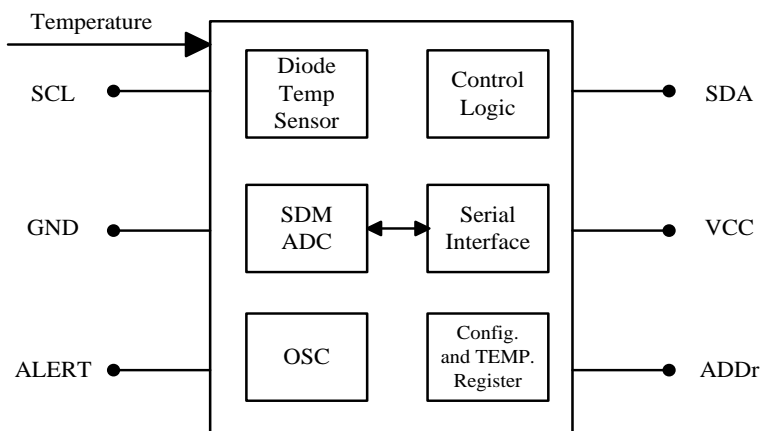 Temperature
SCL
GND
ALERT
Diode
Temp
Sensor
Control
Logic
SDM
ADC
Serial
Interface
OSC
Config.
and TEMP.
Register
SDA
VCC
ADDr